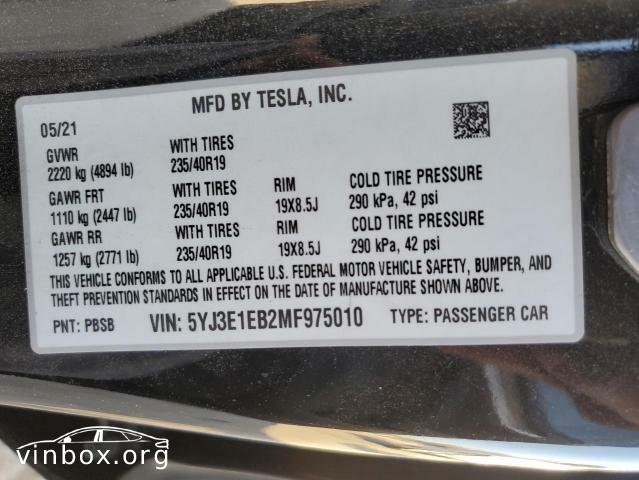 MFD BY TESLA, INC.
05/21
GVWR WITH TIRES
2220 kg (4894 lb) 235/40R19
GAWR FRT WITH TIRES RIM COLD TIRE PRESSURE
1110 kg (2447 lb) 235/40R19 19X8.5J 290 kPa, 42 psi
GAWR RR WITH TIRES RIM COLD TIRE PRESSURE
1257 kg (2771 lb) 235/40R19 19X8.5J 290 kPa, 42 psi
THIS VEHICLE CONFORMS TO ALL APPLICABLE U.S. FEDERAL MOTOR VEHICLE SAFETY, BUMPER, AND
THEFT PREVENTION STANDARDS IN EFFECT ON THE DATE OF MANUFACTURE SHOWN ABOVE.
PNT: PBSB VIN: 5YJ3E1EB2MF975010 TYPE: PASSENGER CAR
vinbox.org